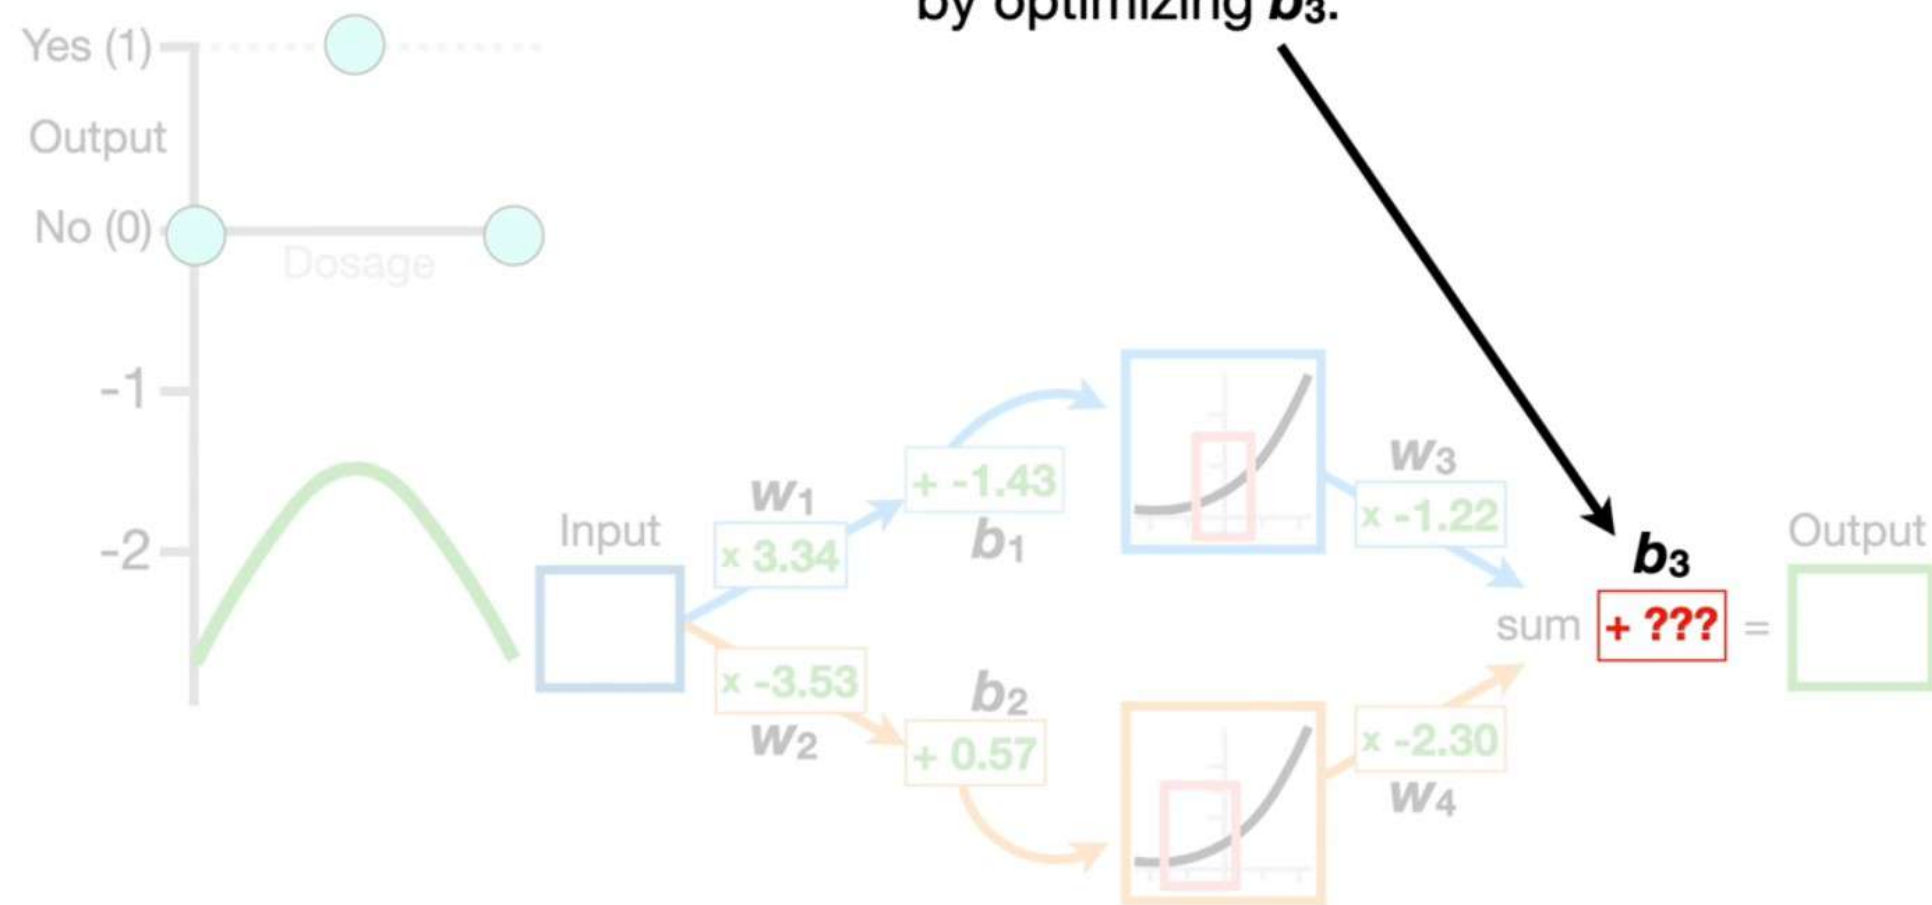 by optimizing b3.
Yes (1)
Output
No (0)
Dosage
-1
-2
Input
w1
x 3.34
+ -1.43
b1
x -3.53
w2
b2
+ 0.57
w3
x -1.22
x -2.30
w4
sum
b3
+ ???
=
Output